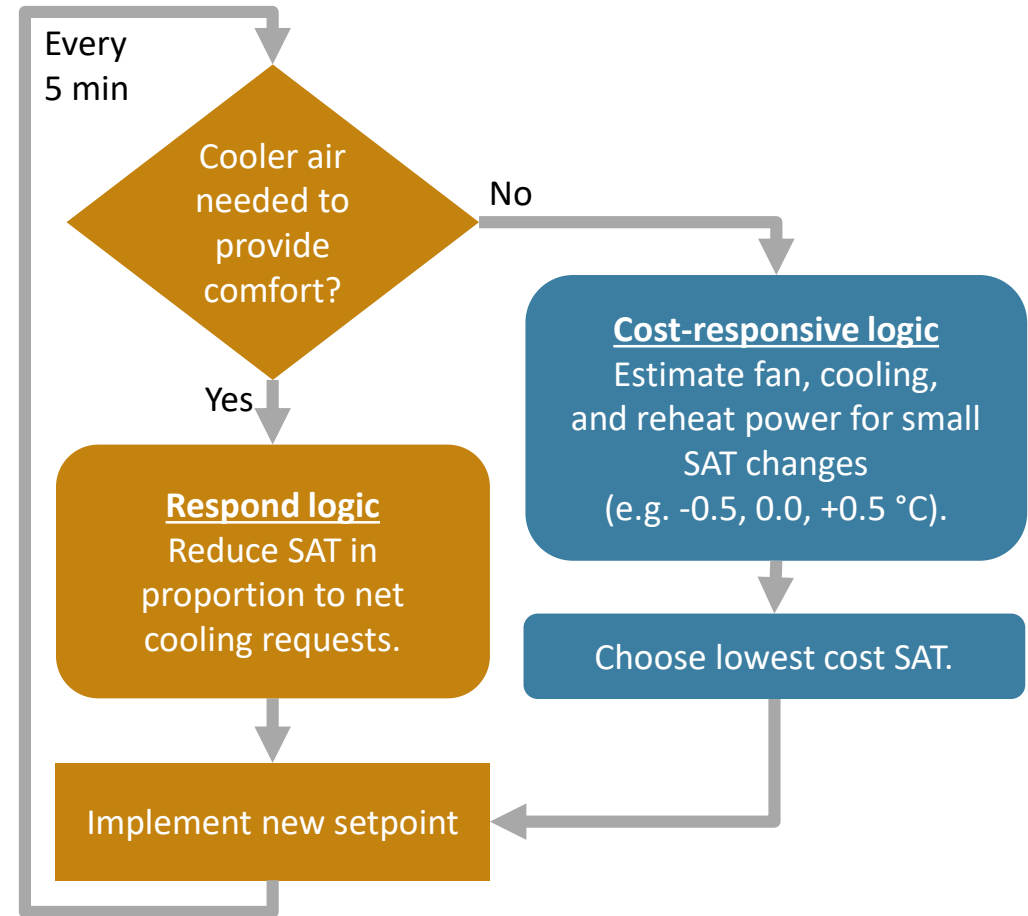 Every
5 min
Cooler air
needed to
provide
comfort?
No
Yes
Cost-responsive logic
Estimate fan, cooling,
and reheat power for small
SAT changes
(e.g. -0.5, 0.0, +0.5 °C).
Respond logic
Reduce SAT in
proportion to net
cooling requests.
Choose lowest cost SAT.
Implement new setpoint